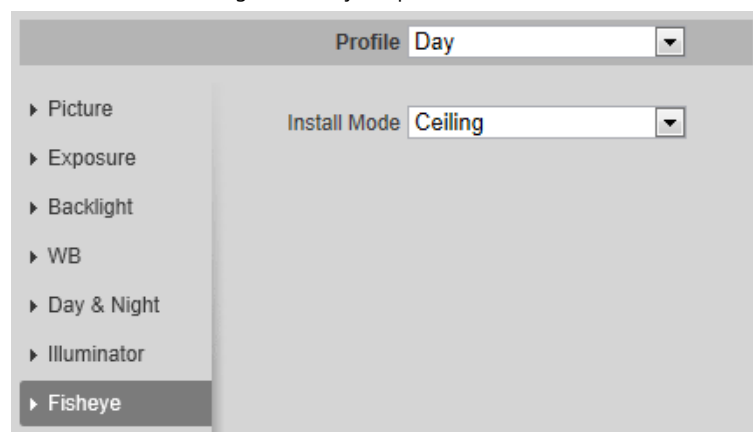 Profile Day
Picture
Install Mode Ceiling
Exposure
Backlight
WB
Day & Night
Illuminator
Fisheye